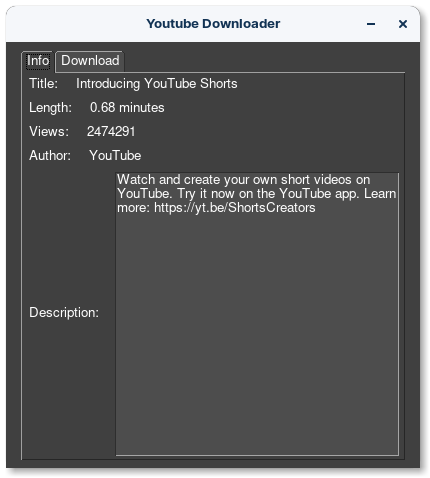 Youtube Downloader
Info Download
Title: Introducing YouTube Shorts
Length: 0.68 minutes
Views: 2474291
Author: YouTube
Watch and create your own short videos on
YouTube. Try it now on the YouTube app. Learn
more: https://yt.be/ShortsCreators
Description: